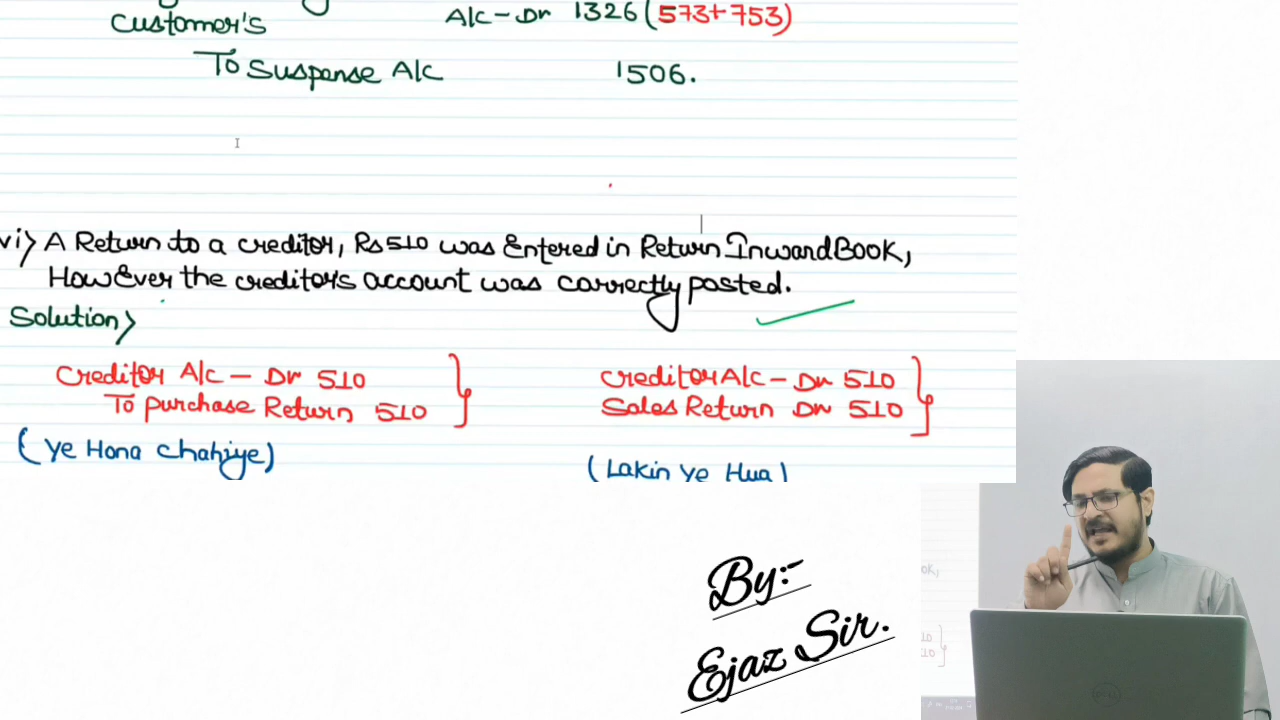 Customer's A/c - Dr 1326 (573+753)
To Suspense A/c 1506.
vi) A Return to a creditor, Rs 510 was Entered in Return Inward Book,
However the creditor's account was correctly posted.
Solution)
Creditor A/c - Dr 510
To purchase Return 510
(Ye Hona Chahiye)
Creditor A/c - Dr 510
Sales Return Dr 510
(Lakin Ye Hua)
By:-
Ejaz Sir.